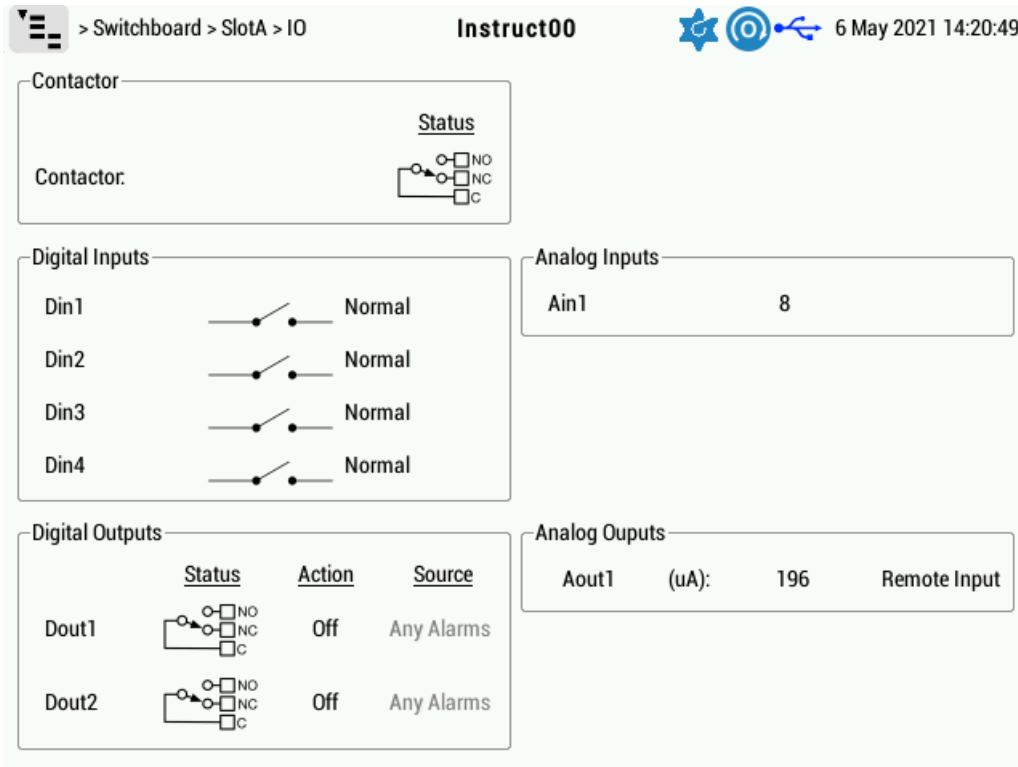 > Switchboard > SlotA > IO Instruct00 6 May 2021 14:20:49
Contactor
Status
Contactor: NO NC C
Digital Inputs
Din1 Normal
Din2 Normal
Din3 Normal
Din4 Normal
Analog Inputs
Ain1 8
Digital Outputs
Status Action Source
Dout1 NO NC C Off Any Alarms
Dout2 NO NC C Off Any Alarms
Analog Ouputs
Aout1 (uA): 196 Remote Input